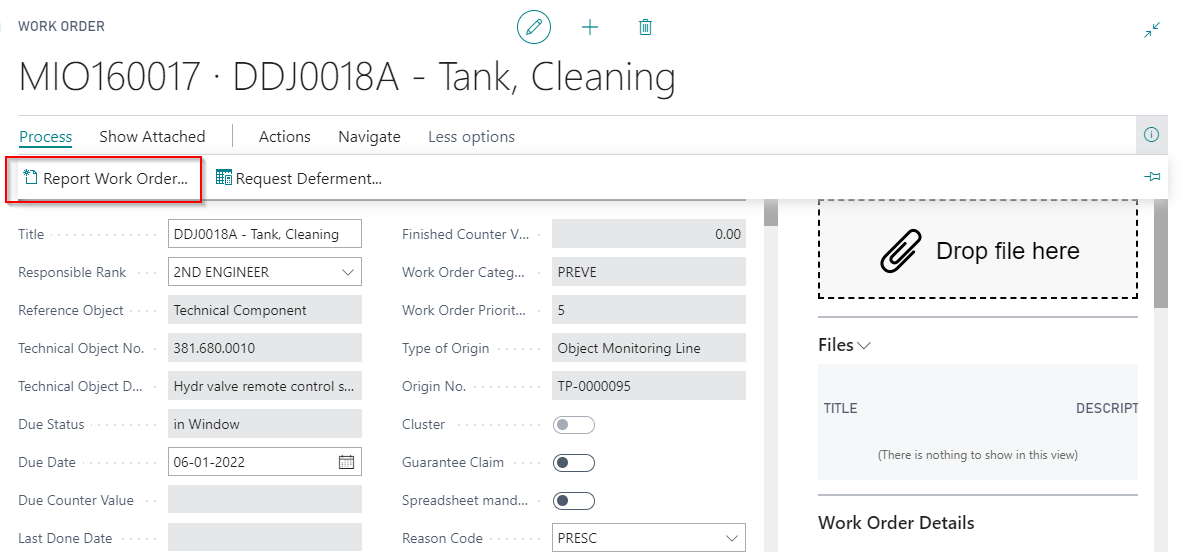 WORK ORDER
MIO160017 · DDJ0018A - Tank, Cleaning
Process Show Attached Actions Navigate Less options
Report Work Order... Request Deferment...
Title DDJ0018A - Tank, Cleaning
Responsible Rank 2ND ENGINEER
Reference Object Technical Component
Technical Object No. 381.680.0010
Technical Object D... Hydr valve remote control s...
Due Status in Window
Due Date 06-01-2022
Due Counter Value
Last Done Date
Finished Counter V... 0.00
Work Order Categ... PREVE
Work Order Priorit... 5
Type of Origin Object Monitoring Line
Origin No. TP-0000095
Cluster
Guarantee Claim
Spreadsheet mand...
Reason Code PRESC
Drop file here
Files
TITLE DESCRIPT
(There is nothing to show in this view)
Work Order Details